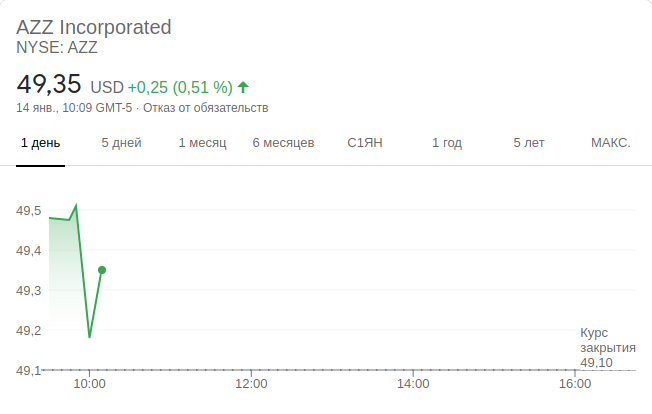 AZZ Incorporated
NYSE: AZZ
49,35 USD +0,25 (0,51 %)
14 янв., 10:09 GMT-5 · Отказ от обязательств
1 день 5 дней 1 месяц 6 месяцев С1ЯН 1 год 5 лет МАКС.
49,5
49,4
49,3
49,2
49,1
Курс
закрытия
49,10
10:00 12:00 14:00 16:00